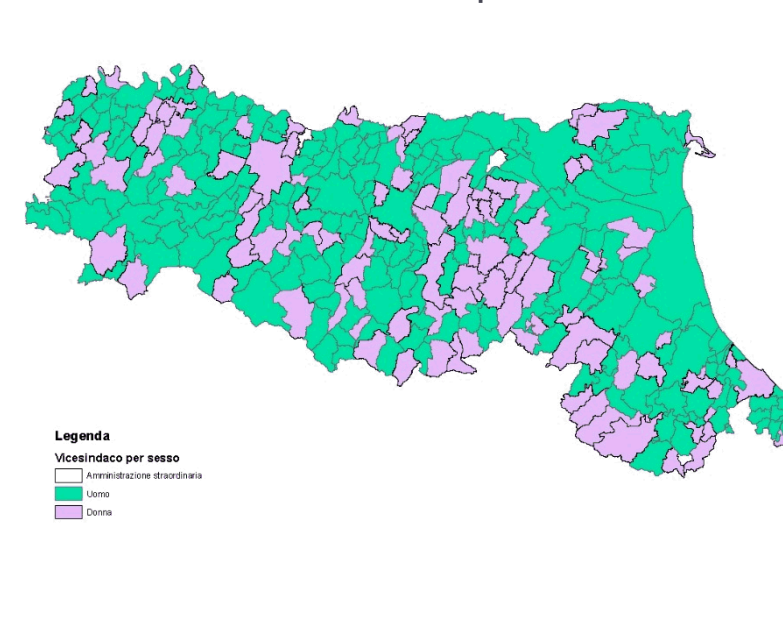 Legenda
Vicesindaco per sesso
Amministrazione straordinaria
Uomo
Donna